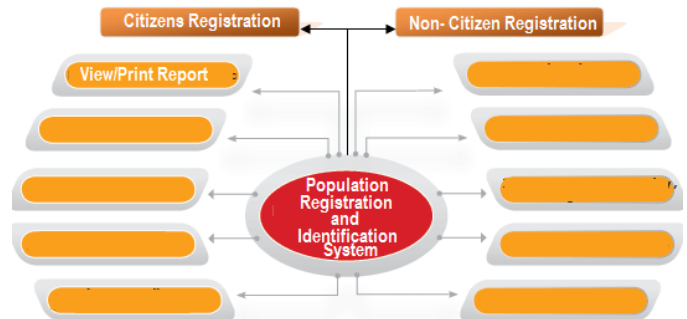 Citizens Registration
Non- Citizen Registration
View/Print Report
Population
Registration
and
Identification
System